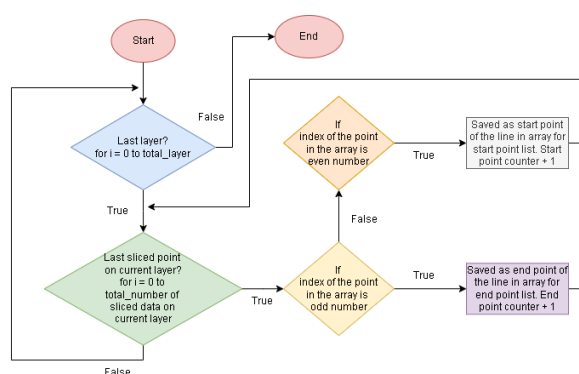 Start
End
False
Last layer?
for i = 0 to total_layer
True
Last sliced point
on current layer?
for i = 0 to
total_number of
sliced data on
current layer
True
False
If
index of the point
in the array is
odd number
False
True
If
index of the point
in the array is
even number
True
Saved as start point
of the line in array for
start point list. Start
point counter + 1
Saved as end point of
the line in array for
end point list. End
point counter + 1